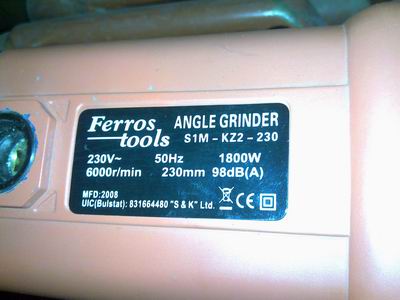 Ferros tools ANGLE GRINDER
S1M - KZ2 - 230
230V~ 50Hz 1800W
6000r/min 230mm 98dB(A)
MFD:2008
UIC(Bulstat): 831664480 "S & K" Ltd.
CE